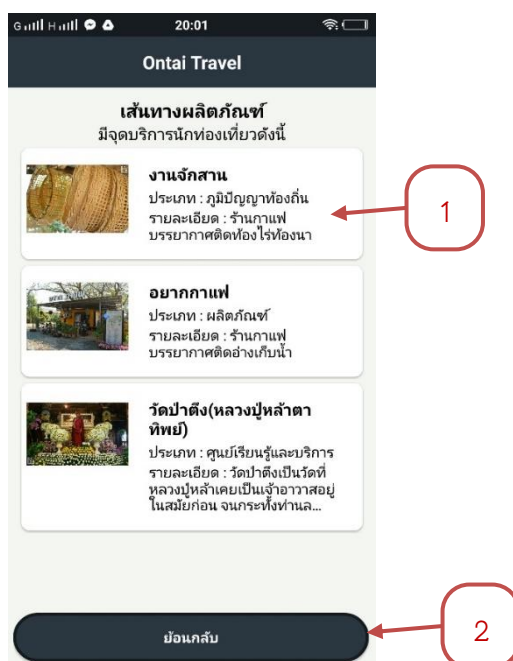 G H 20:01
Ontai Travel
เส้นทางผลิตภัณฑ์
มีจุดบริการนักท่องเที่ยวดังนี้
งานจักสาน
ประเภท : ภูมิปัญญาท้องถิ่น
รายละเอียด : ร้านกาแฟ
บรรยากาศติดท้องไร่ท้องนา
1
อยากกาแฟ
ประเภท : ผลิตภัณฑ์
รายละเอียด : ร้านกาแฟ
บรรยากาศติดอ่างเก็บน้ำ
วัดป่าตึง(หลวงปู่หล้าตา
ทิพย์)
ประเภท : ศูนย์เรียนรู้และบริการ
รายละเอียด : วัดป่าตึงเป็นวัดที่
หลวงปู่หล้าเคยเป็นเจ้าอาวาสอยู่
ในสมัยก่อน จนกระทั่งท่านล...
ย้อนกลับ
2